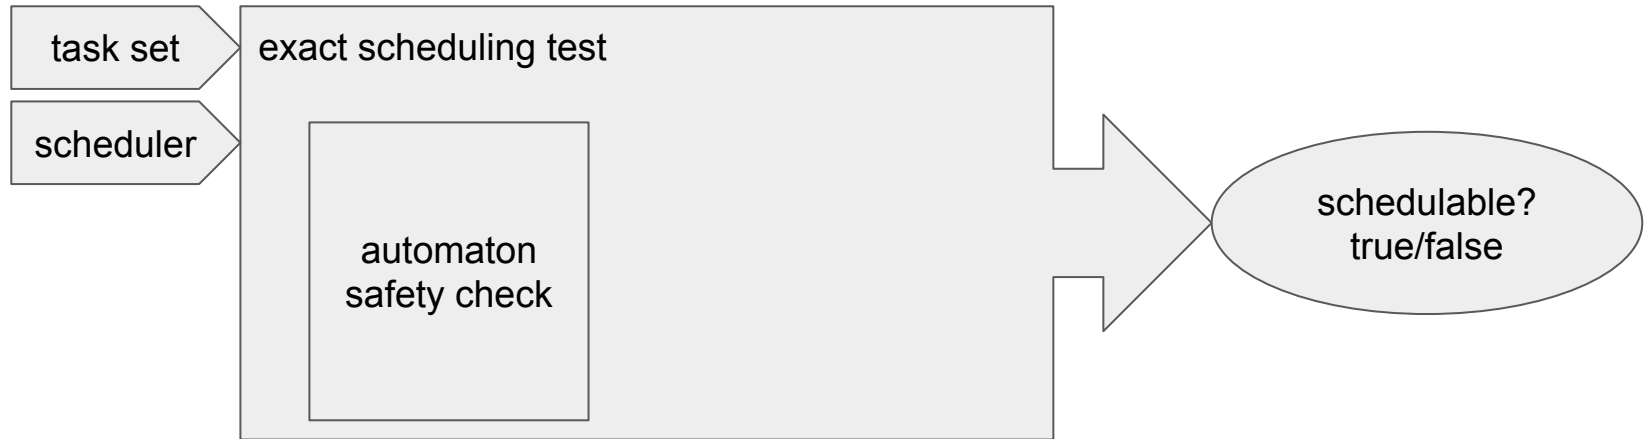 task set
exact scheduling test
scheduler
automaton
safety check
schedulable?
true/false